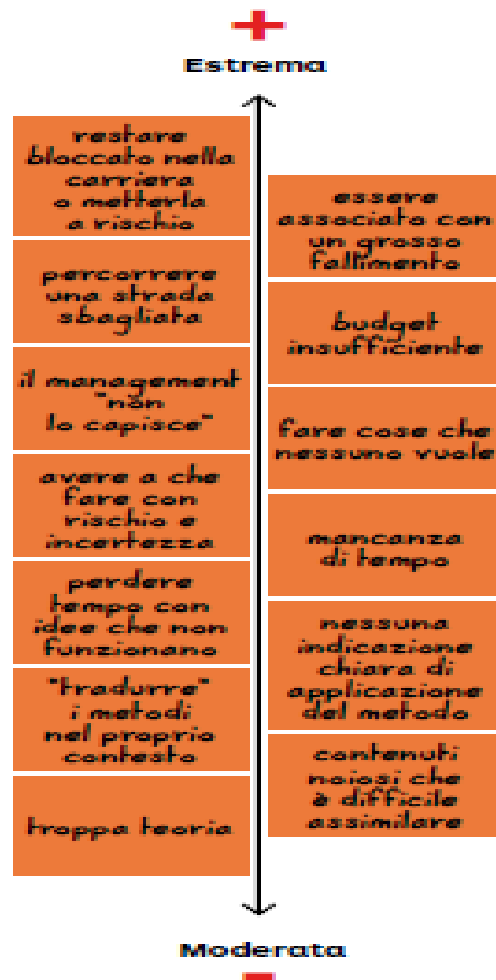 +
Estrema
restare
bloccato nella
carriera
o metterla
a rischio
essere
associato con
un grosso
fallimento
percorrere
una strada
sbagliata
budget
insufficiente
il management
"non
lo capisce"
fare cose che
nessuno vuole
avere a che
fare con
rischio e
incertezza
mancanza
di tempo
perdere
tempo con
idee che non
funzionano
nessuna
indicazione
chiara di
applicazione
del metodo
"tradurre"
i metodi
nel proprio
contesto
contenuti
noiosi che
è difficile
assimilare
troppa teoria
Moderata
-